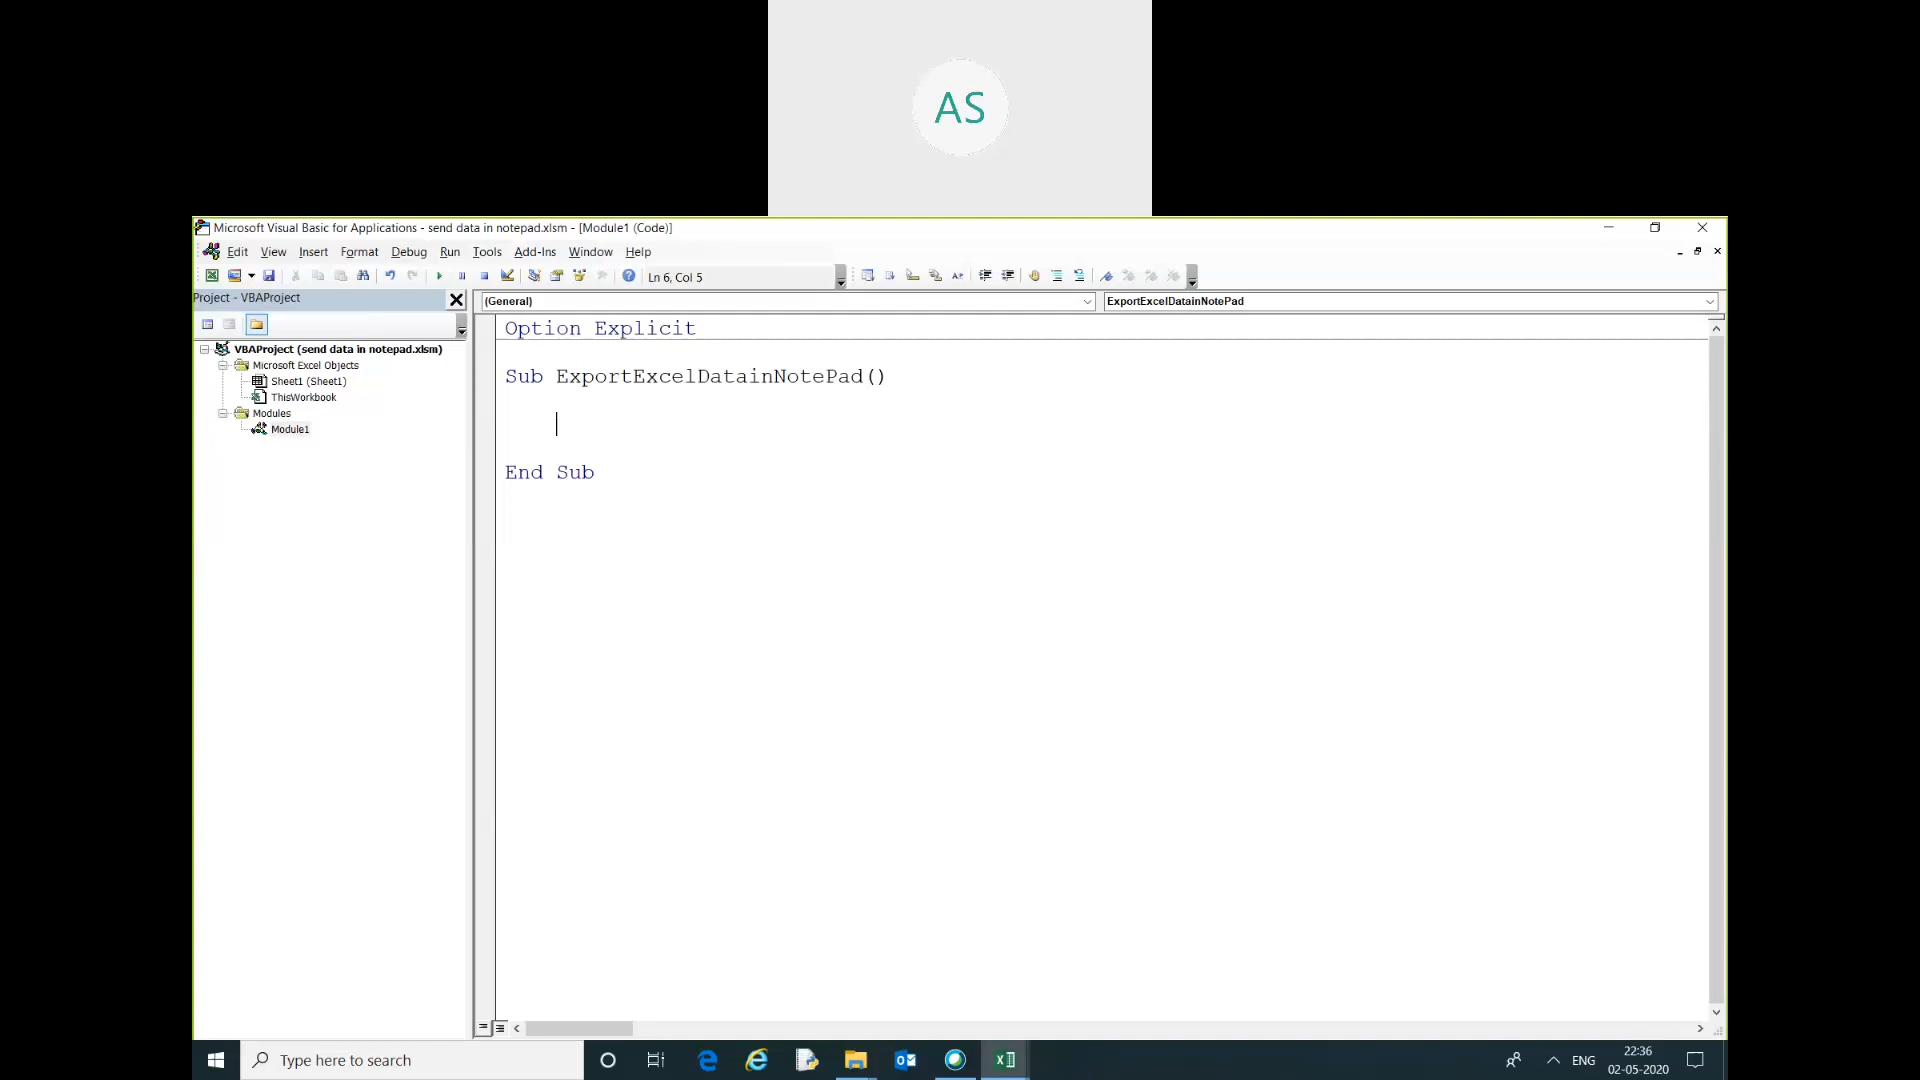 AS
Microsoft Visual Basic for Applications - send data in notepad.xlsm - [Module1 (Code)]
Edit View Insert Format Debug Run Tools Add-Ins Window Help
Ln 6, Col 5
Project - VBAProject
(General)
ExportExcelDatainNotePad
VBAProject (send data in notepad.xlsm)
Microsoft Excel Objects
Sheet1 (Sheet1)
ThisWorkbook
Modules
Module1
Option Explicit
Sub ExportExcelDatainNotePad()
End Sub
Type here to search
ENG
22:36
02-05-2020